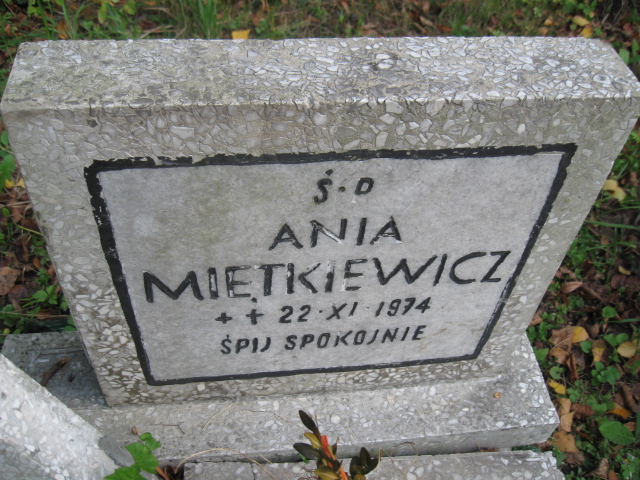 Ś.P
ANIA
MIĘTKIEWICZ
++ 22.XI.1974
ŚPIJ SPOKOJNIE